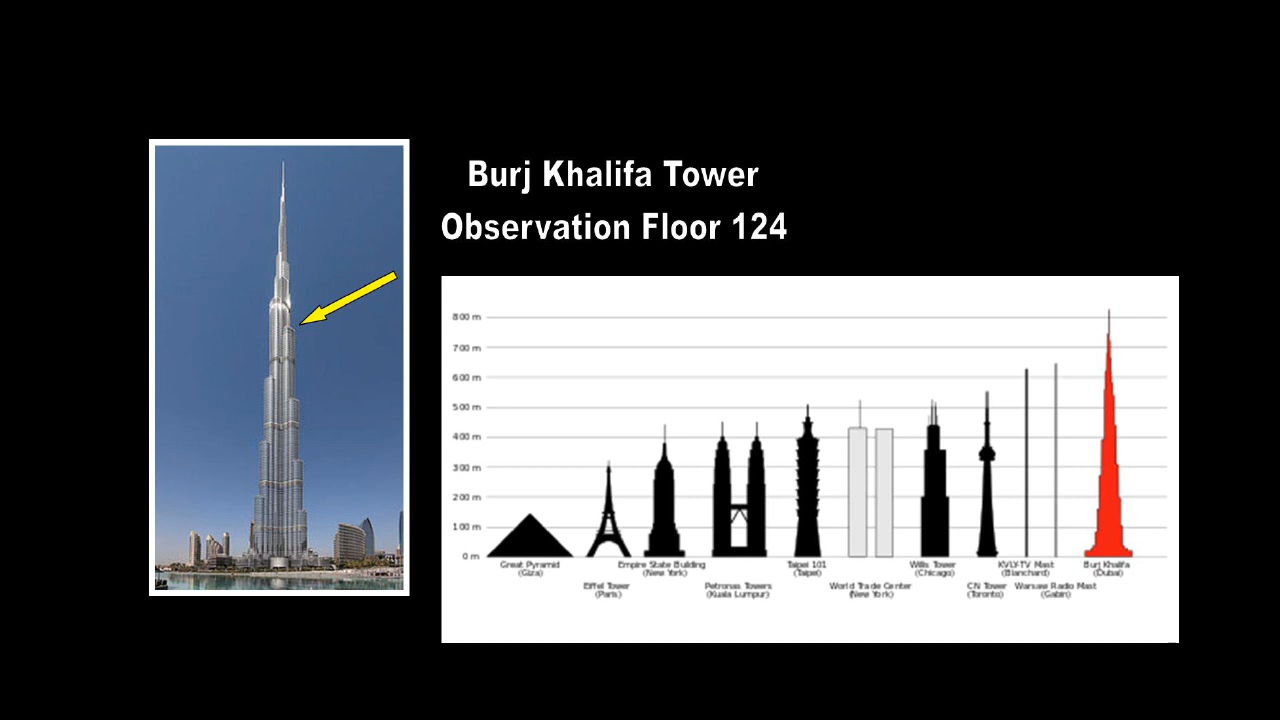 Burj Khalifa Tower
Observation Floor 124
800 m
700 m
600 m
500 m
400 m
300 m
200 m
100 m
0 m
Great Pyramid
(Giza)
Eiffel Tower
(Paris)
Empire State Building
(New York)
Petronas Towers
(Kuala Lumpur)
Taipei 101
(Taipei)
World Trade Center
(New York)
Willis Tower
(Chicago)
CN Tower
(Toronto)
KVLY-TV Mast
(Blanchard)
Warsaw Radio Mast
(Gabin)
Burj Khalifa
(Dubai)